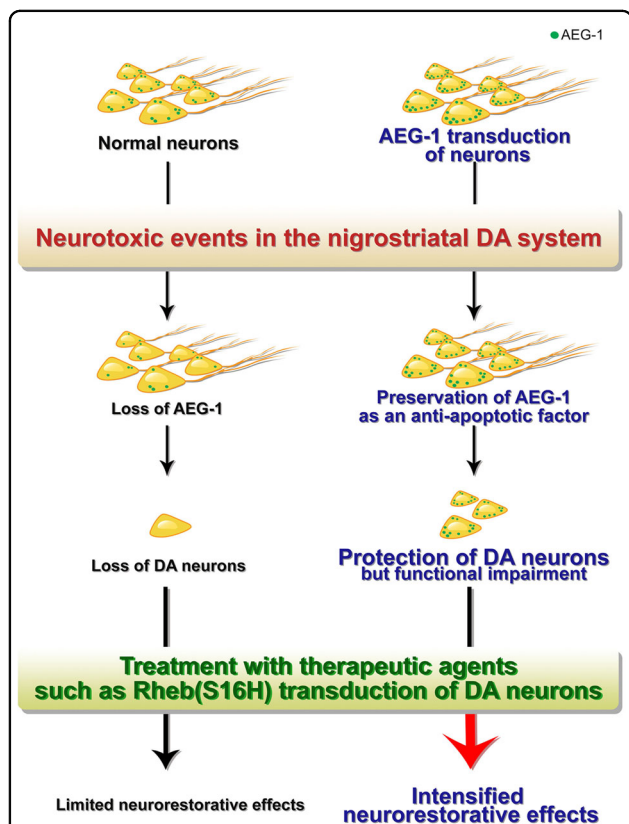 AEG-1
Normal neurons
AEG-1 transduction
of neurons
Neurotoxic events in the nigrostriatal DA system
Loss of AEG-1
Preservation of AEG-1
as an anti-apoptotic factor
Loss of DA neurons
Protection of DA neurons
but functional impairment
Treatment with therapeutic agents
such as Rheb(S16H) transduction of DA neurons
Limited neurorestorative effects
Intensified
neurorestorative effects